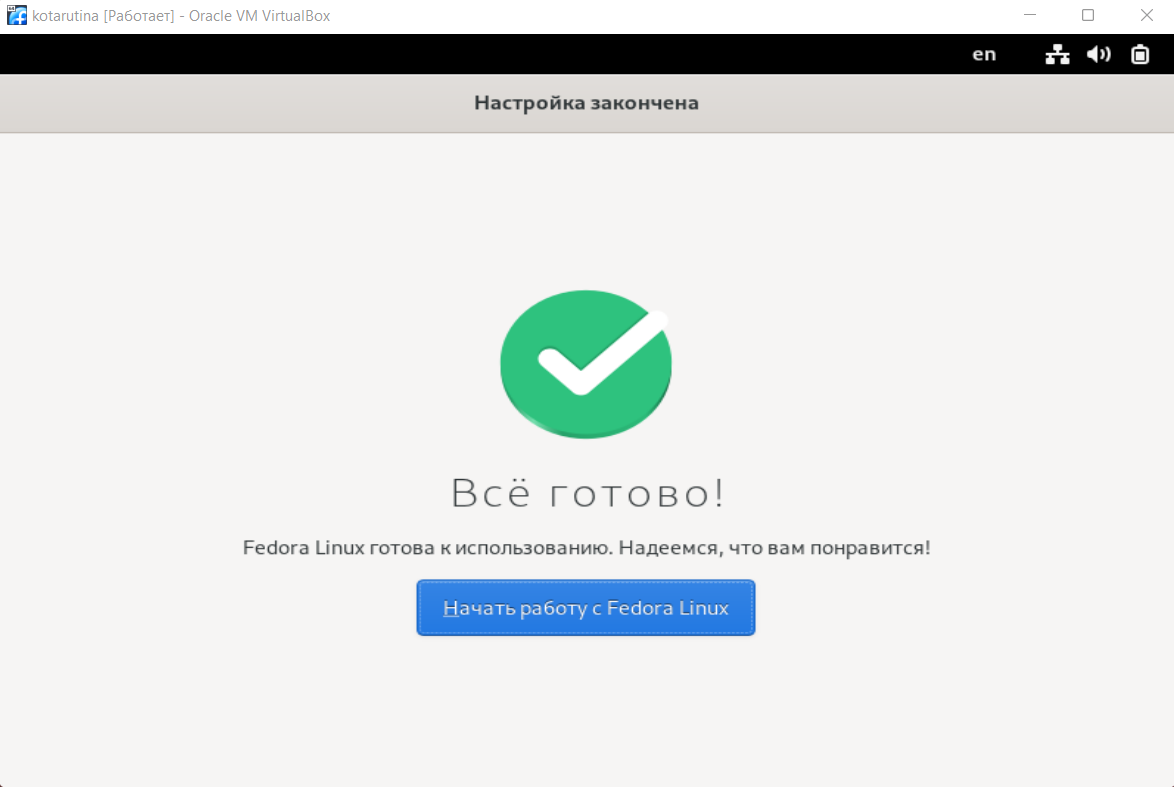 kotarutina [Работает] - Oracle VM VirtualBox
en
Настройка закончена
Всё готово!
Fedora Linux готова к использованию. Надеемся, что вам понравится!
Начать работу с Fedora Linux